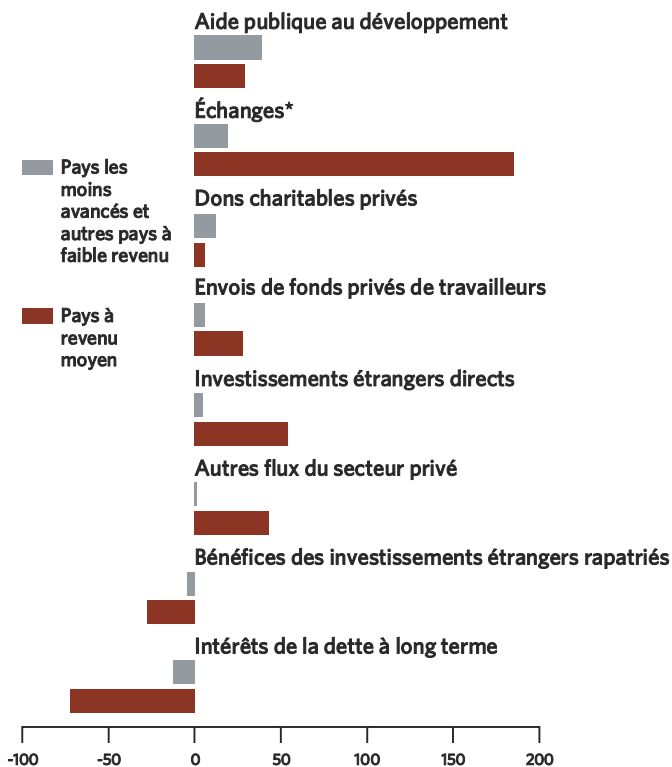 Aide publique au développement
Échanges*
Pays les
moins
avancés et
autres pays à
faible revenu
Dons charitables privés
Envois de fonds privés de travailleurs
Pays à
revenu
moyen
Investissements étrangers directs
Autres flux du secteur privé
Bénéfices des investissements étrangers rapatriés
Intérêts de la dette à long terme
-100 -50 0 50 100 150 200